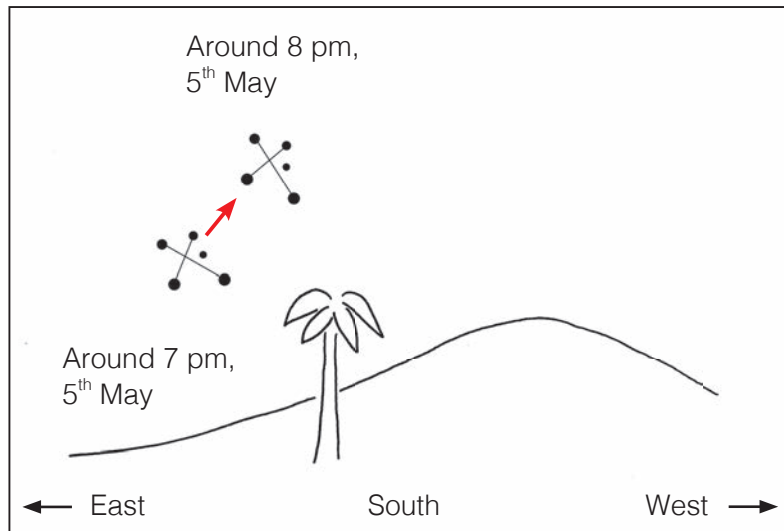 Around 8 pm,
5th May
Around 7 pm,
5th May
East South West